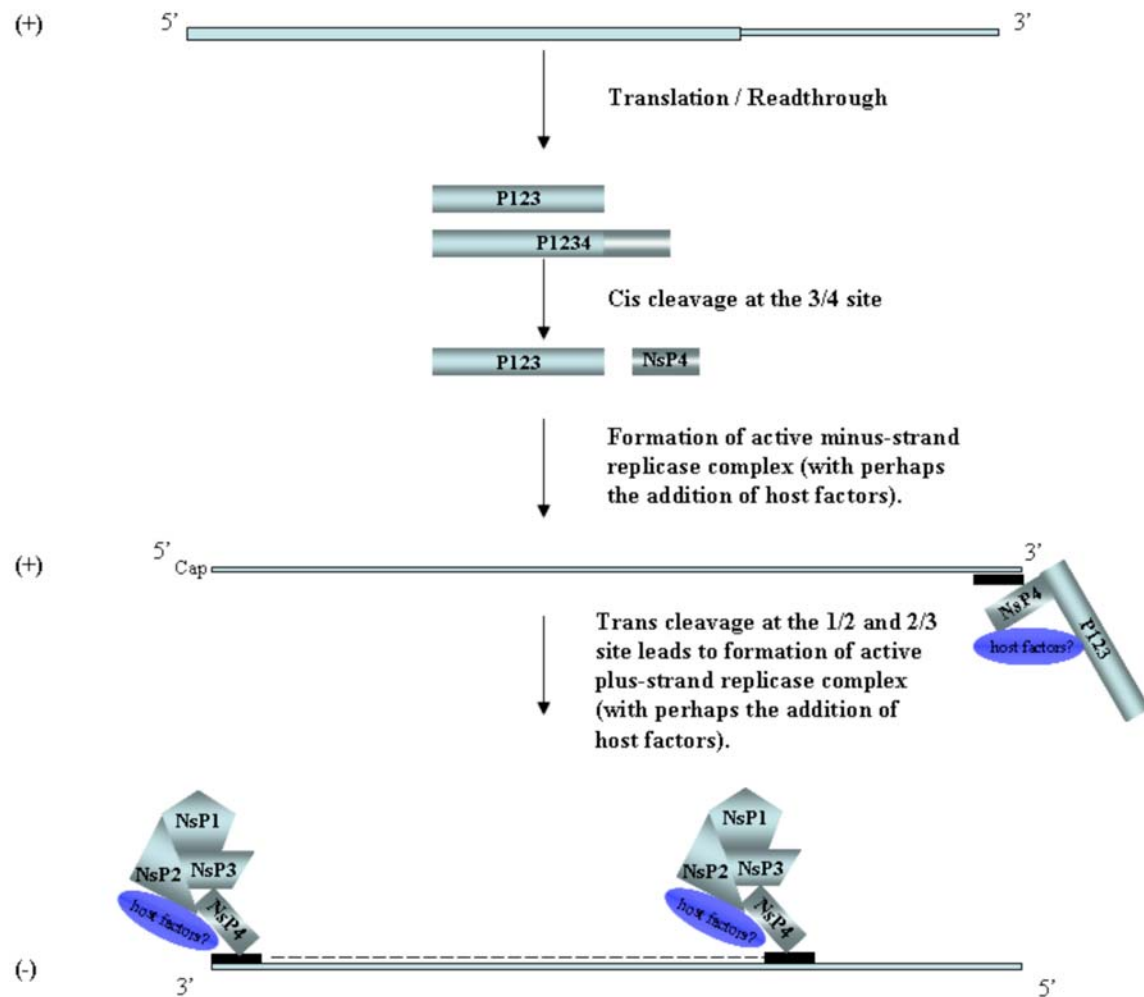 (+) 5’ 3’
Translation / Readthrough
P123
P1234
Cis cleavage at the 3/4 site
P123 NsP4
Formation of active minus-strand
replicase complex (with perhaps
the addition of host factors).
(+) 5’ Cap 3’
NsP4
host factors?
P123
Trans cleavage at the 1/2 and 2/3
site leads to formation of active
plus-strand replicase complex
(with perhaps the addition of
host factors).
NsP1 NsP1
NsP2 NsP3 NsP2 NsP3
host factors? NsP4 host factors? NsP4
(-) 3’ 5’